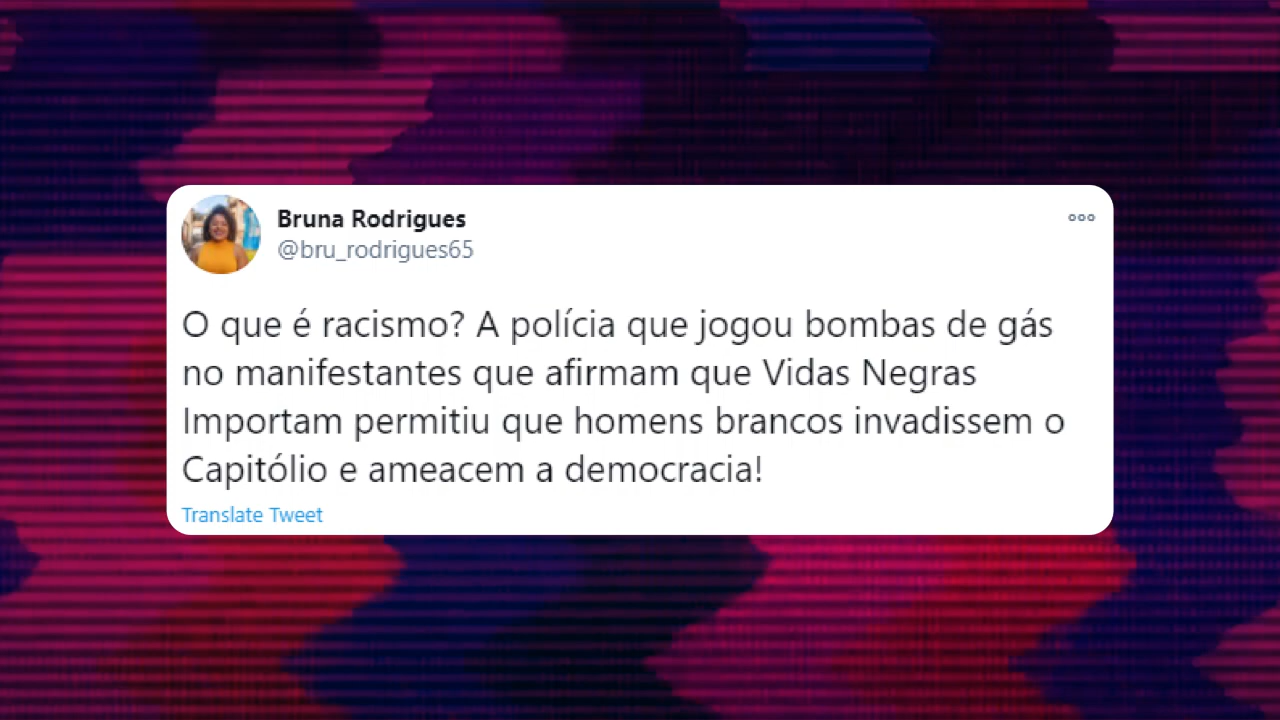 Bruna Rodrigues
@bru_rodrigues65
O que é racismo? A polícia que jogou bombas de gás
no manifestantes que afirmam que Vidas Negras
Importam permitiu que homens brancos invadissem o
Capitólio e ameacem a democracia!
Translate Tweet